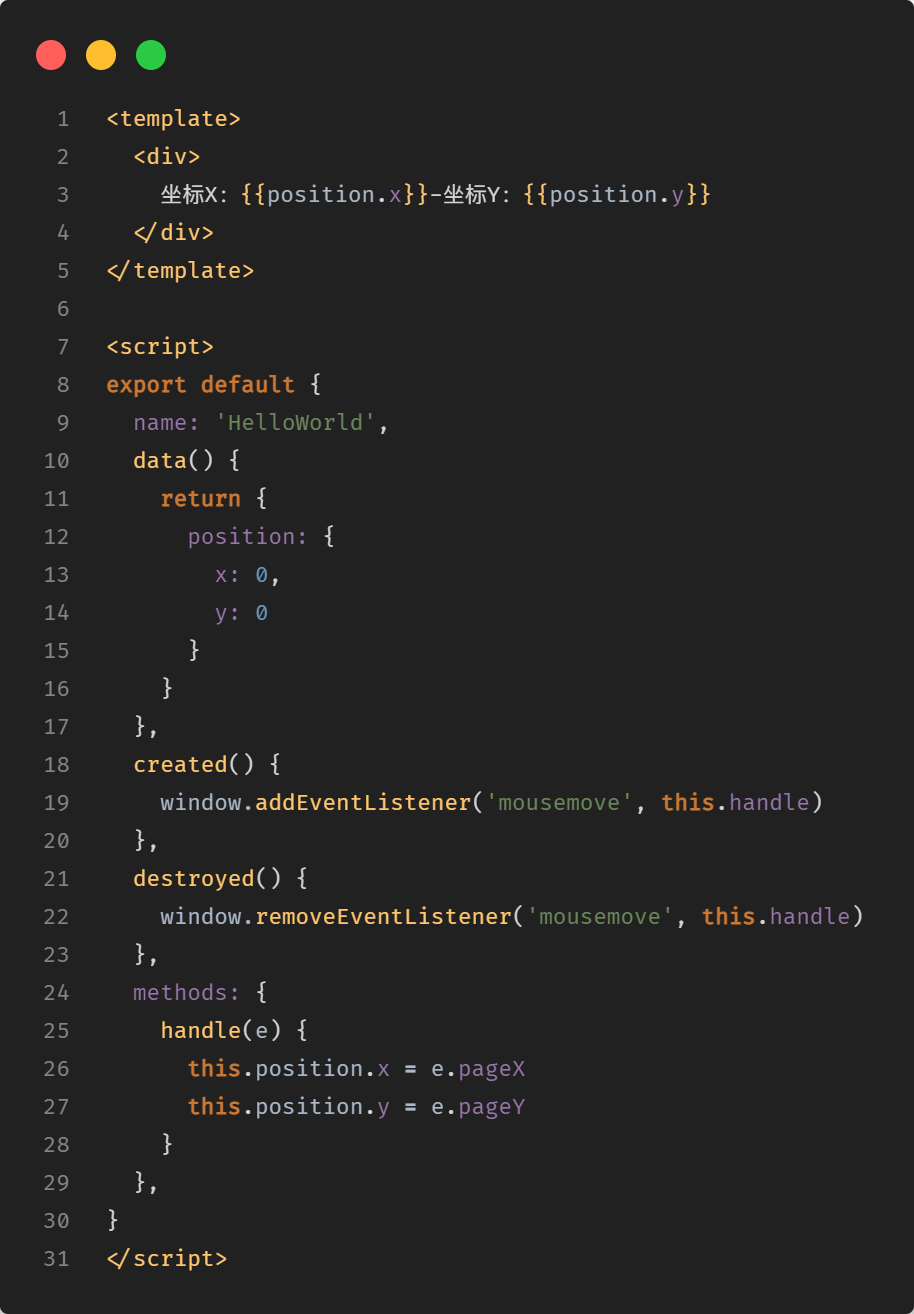 1 <template>
2   <div>
3     坐标X：{{position.x}}-坐标Y：{{position.y}}
4   </div>
5 </template>
6
7 <script>
8 export default {
9   name: 'HelloWorld',
10   data() {
11     return {
12       position: {
13         x: 0,
14         y: 0
15       }
16     }
17   },
18   created() {
19     window.addEventListener('mousemove', this.handle)
20   },
21   destroyed() {
22     window.removeEventListener('mousemove', this.handle)
23   },
24   methods: {
25     handle(e) {
26       this.position.x = e.pageX
27       this.position.y = e.pageY
28     }
29   },
30 }
31 </script>